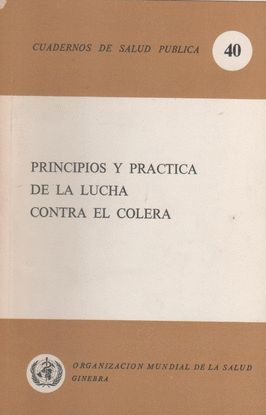 CUADERNOS DE SALUD PUBLICA
40
PRINCIPIOS Y PRACTICA
DE LA LUCHA
CONTRA EL COLERA
ORGANIZACION MUNDIAL DE LA SALUD
GINEBRA